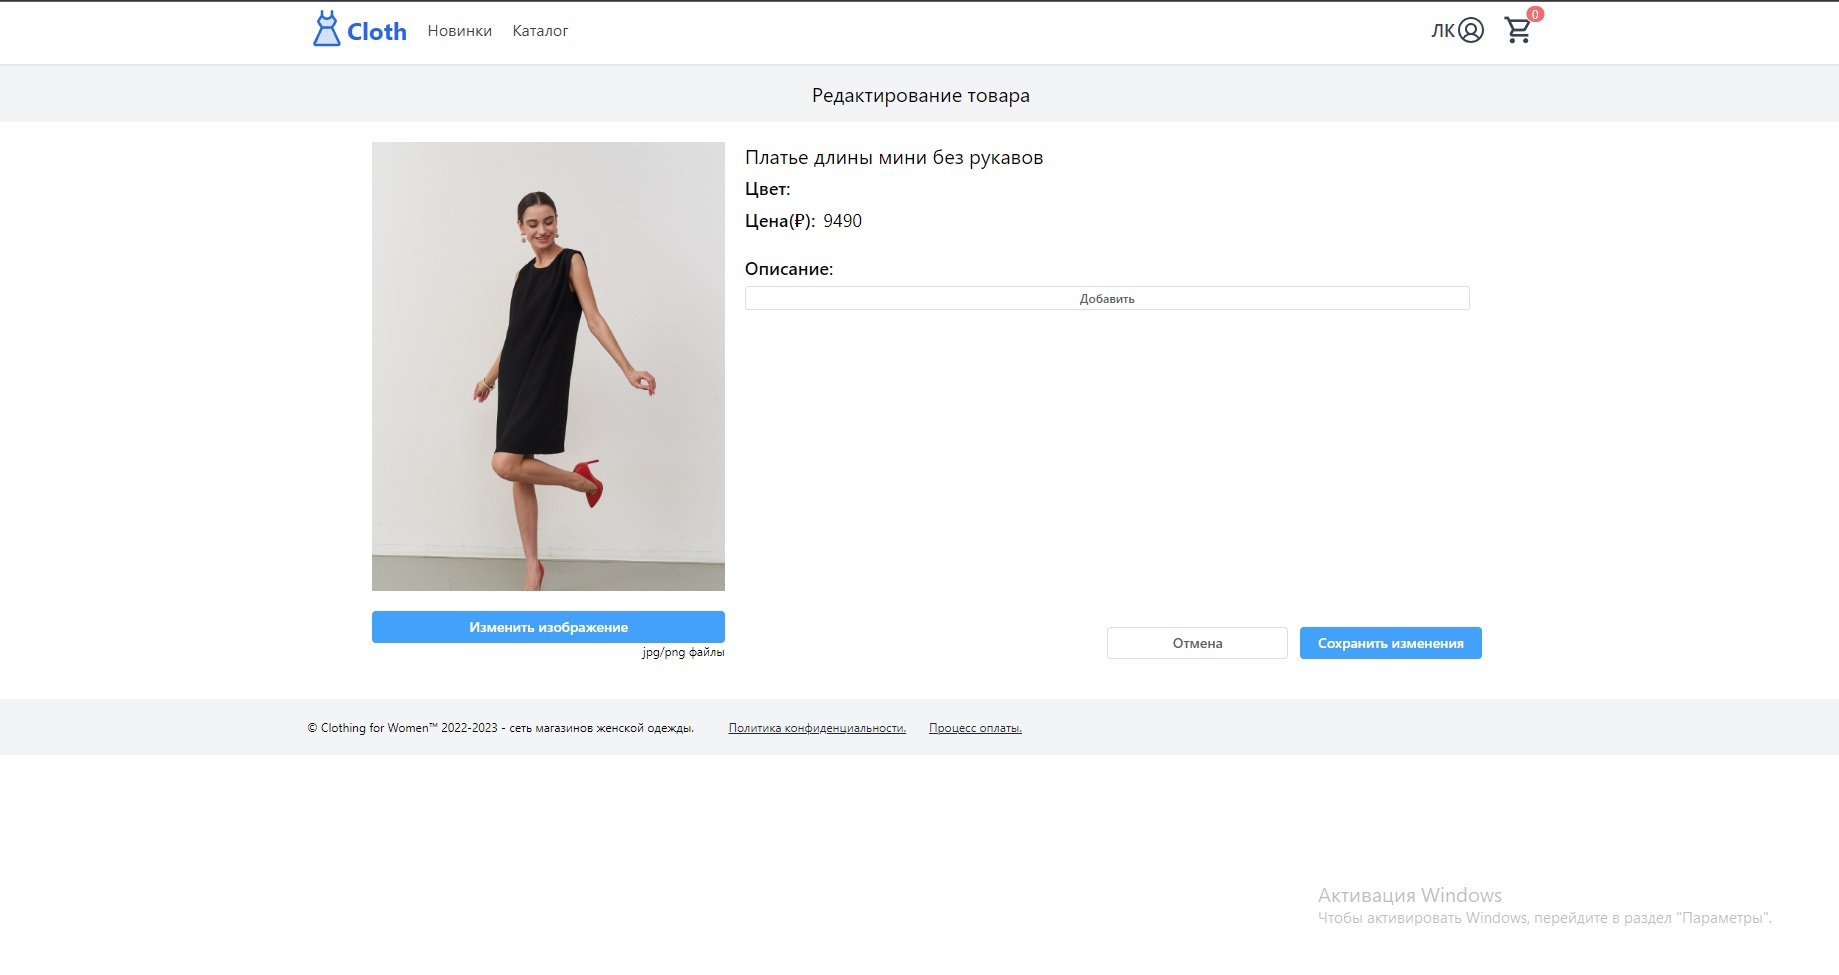 Cloth Новинки Каталог ЛК 0
Редактирование товара
Платье длины мини без рукавов
Цвет:
Цена(₽): 9490
Описание:
Добавить
Изменить изображение
jpg/png файлы
Отмена Сохранить изменения
© Clothing for Women™ 2022-2023 - сеть магазинов женской одежды. Политика конфиденциальности. Процесс оплаты.
Активация Windows
Чтобы активировать Windows, перейдите в раздел "Параметры".